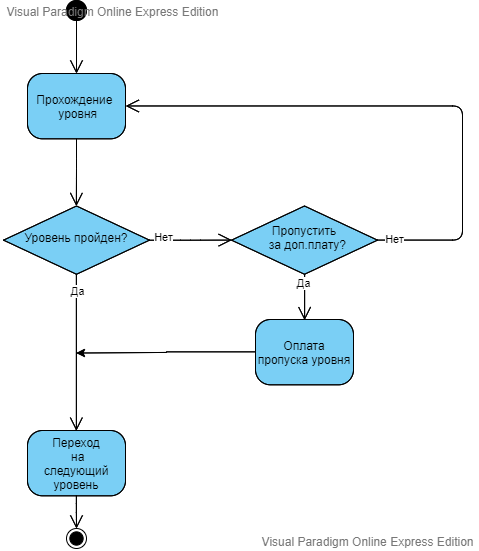 Visual Paradigm Online Express Edition
Прохождение
уровня
Уровень пройден?
Нет
Пропустить
за доп.плату?
Нет
Да
Да
Оплата
пропуска уровня
Переход
на
следующий
уровень
Visual Paradigm Online Express Edition